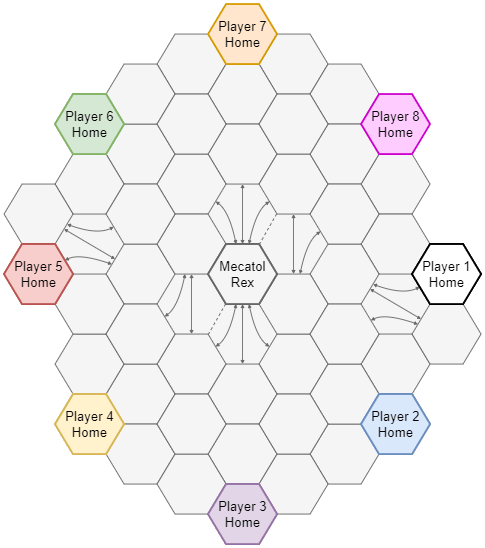 Player 7
Home
Player 6
Home
Player 8
Home
Player 5
Home
Mecatol
Rex
Player 1
Home
Player 4
Home
Player 2
Home
Player 3
Home